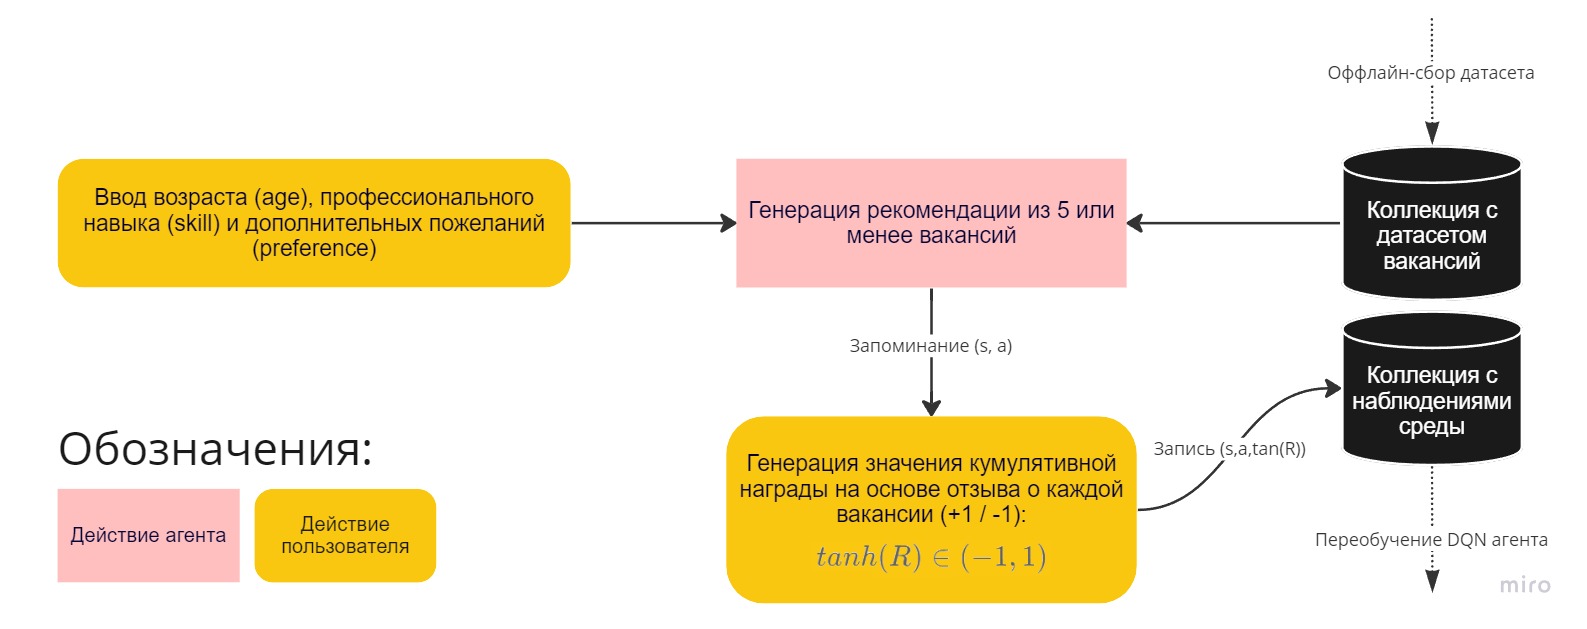 Оффлайн-сбор датасета
Ввод возраста (age), профессионального
навыка (skill) и дополнительных пожеланий
(preference)
Генерация рекомендации из 5 или
менее вакансий
Коллекция с
датасетом
вакансий
Запоминание (s, a)
Коллекция с
наблюдениями
среды
Генерация значения кумулятивной
награды на основе отзыва о каждой
вакансии (+1 / -1):
tanh(R) ∈ (−1, 1)
Запись (s,a,tan(R))
Переобучение DQN агента
Обозначения:
Действие агента
Действие
пользователя
miro